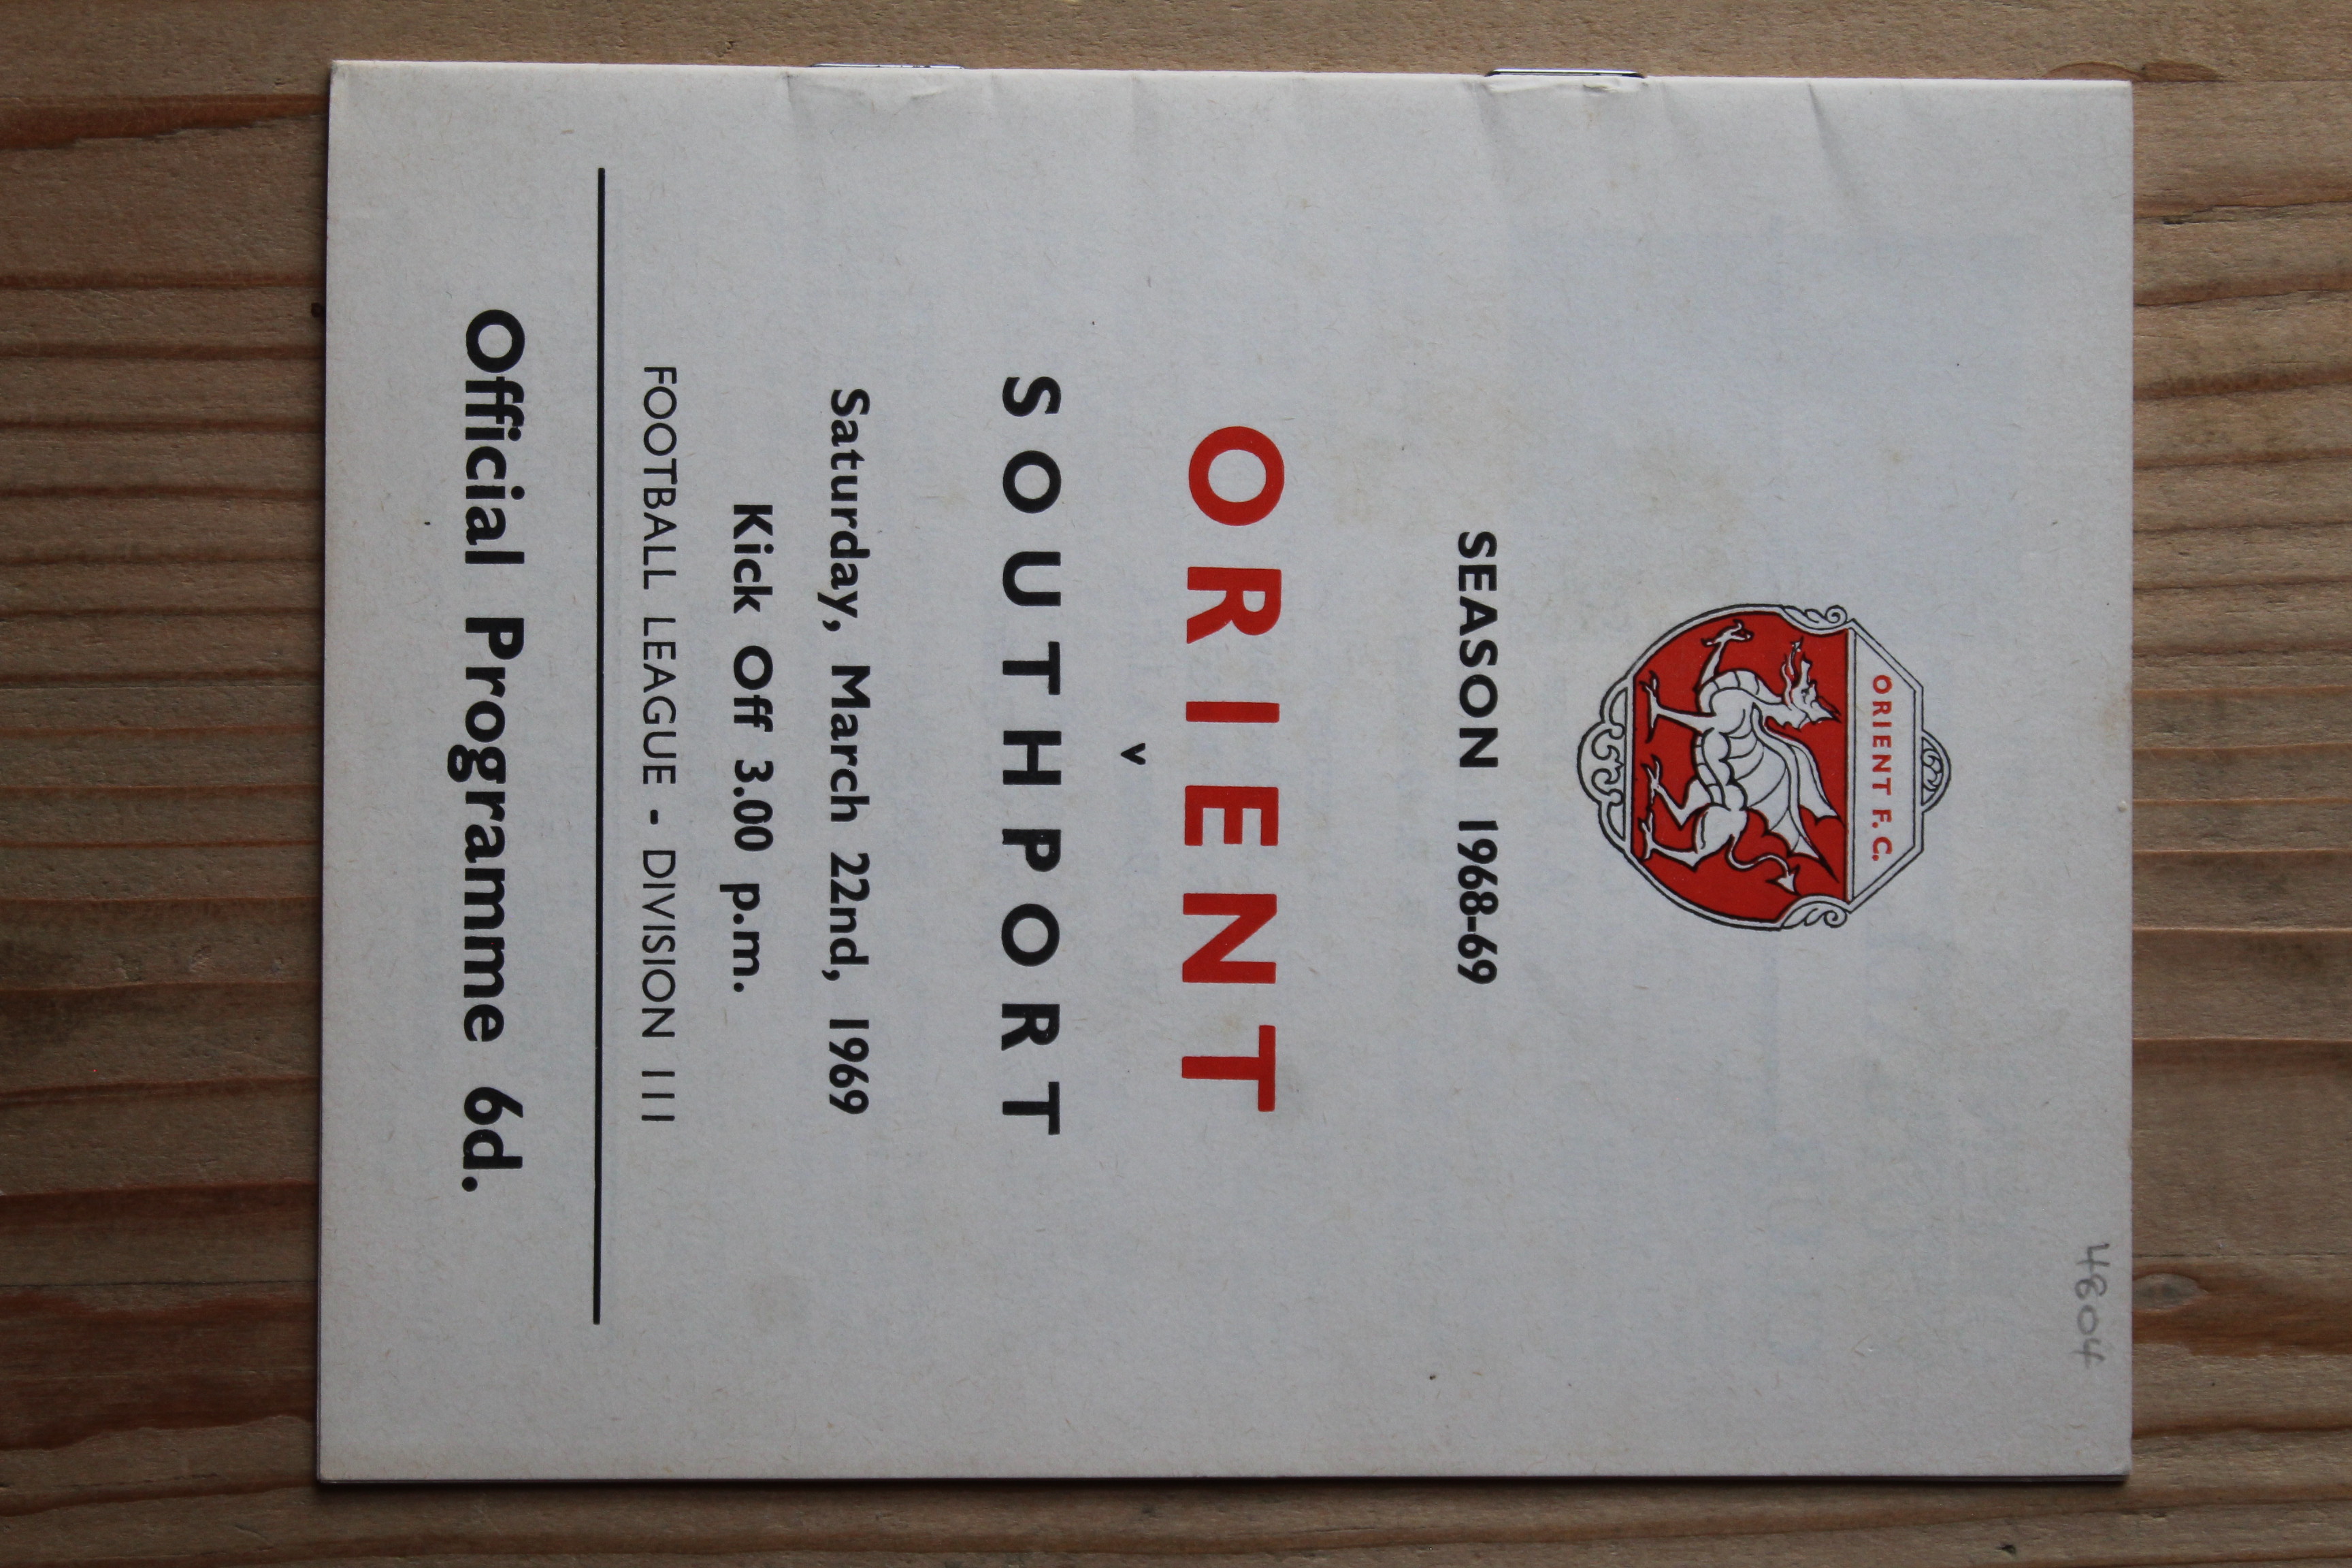 4804
ORIENT F.C.
SEASON 1968-69
ORIENT
v
SOUTHPORT
Saturday, March 22nd, 1969
Kick Off 3.00 p.m.
FOOTBALL LEAGUE - DIVISION III
Official Programme 6d.